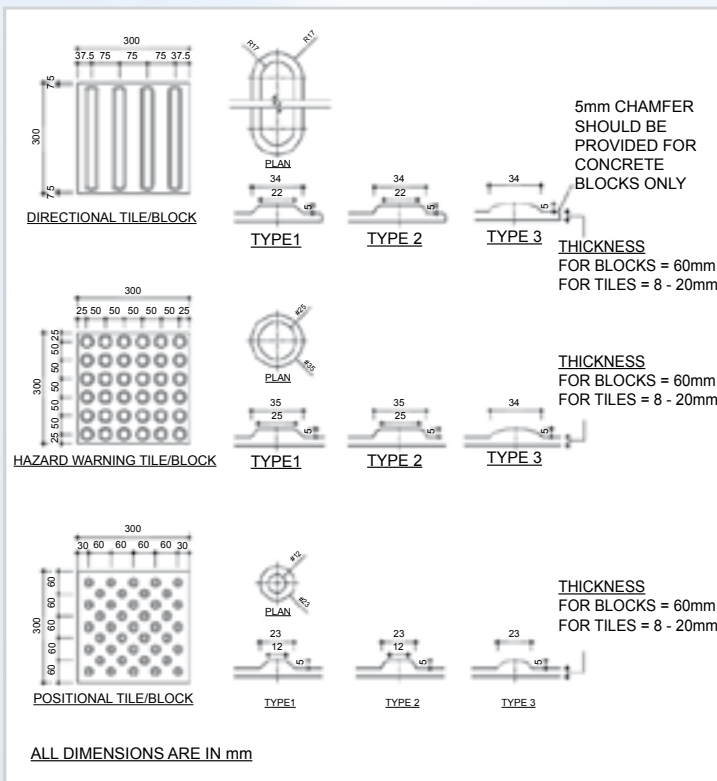 300
37.5 75 75 75 37.5
7.5
300
7.5
DIRECTIONAL TILE/BLOCK
R17
R17
PLAN
34
22
5
TYPE1
34
22
5
TYPE 2
34
5
TYPE 3
5mm CHAMFER
SHOULD BE
PROVIDED FOR
CONCRETE
BLOCKS ONLY
THICKNESS
FOR BLOCKS = 60mm
FOR TILES = 8 - 20mm
300
25 50 50 50 50 50 25
25
50
50
300
50
50
50
25
HAZARD WARNING TILE/BLOCK
#25
#35
PLAN
35
25
5
TYPE1
35
25
5
TYPE 2
34
5
TYPE 3
THICKNESS
FOR BLOCKS = 60mm
FOR TILES = 8 - 20mm
300
30 60 60 60 60 30
60
60
300
60
60
60
POSITIONAL TILE/BLOCK
#12
#23
PLAN
23
12
5
TYPE1
23
12
5
TYPE 2
23
5
TYPE 3
THICKNESS
FOR BLOCKS = 60mm
FOR TILES = 8 - 20mm
ALL DIMENSIONS ARE IN mm